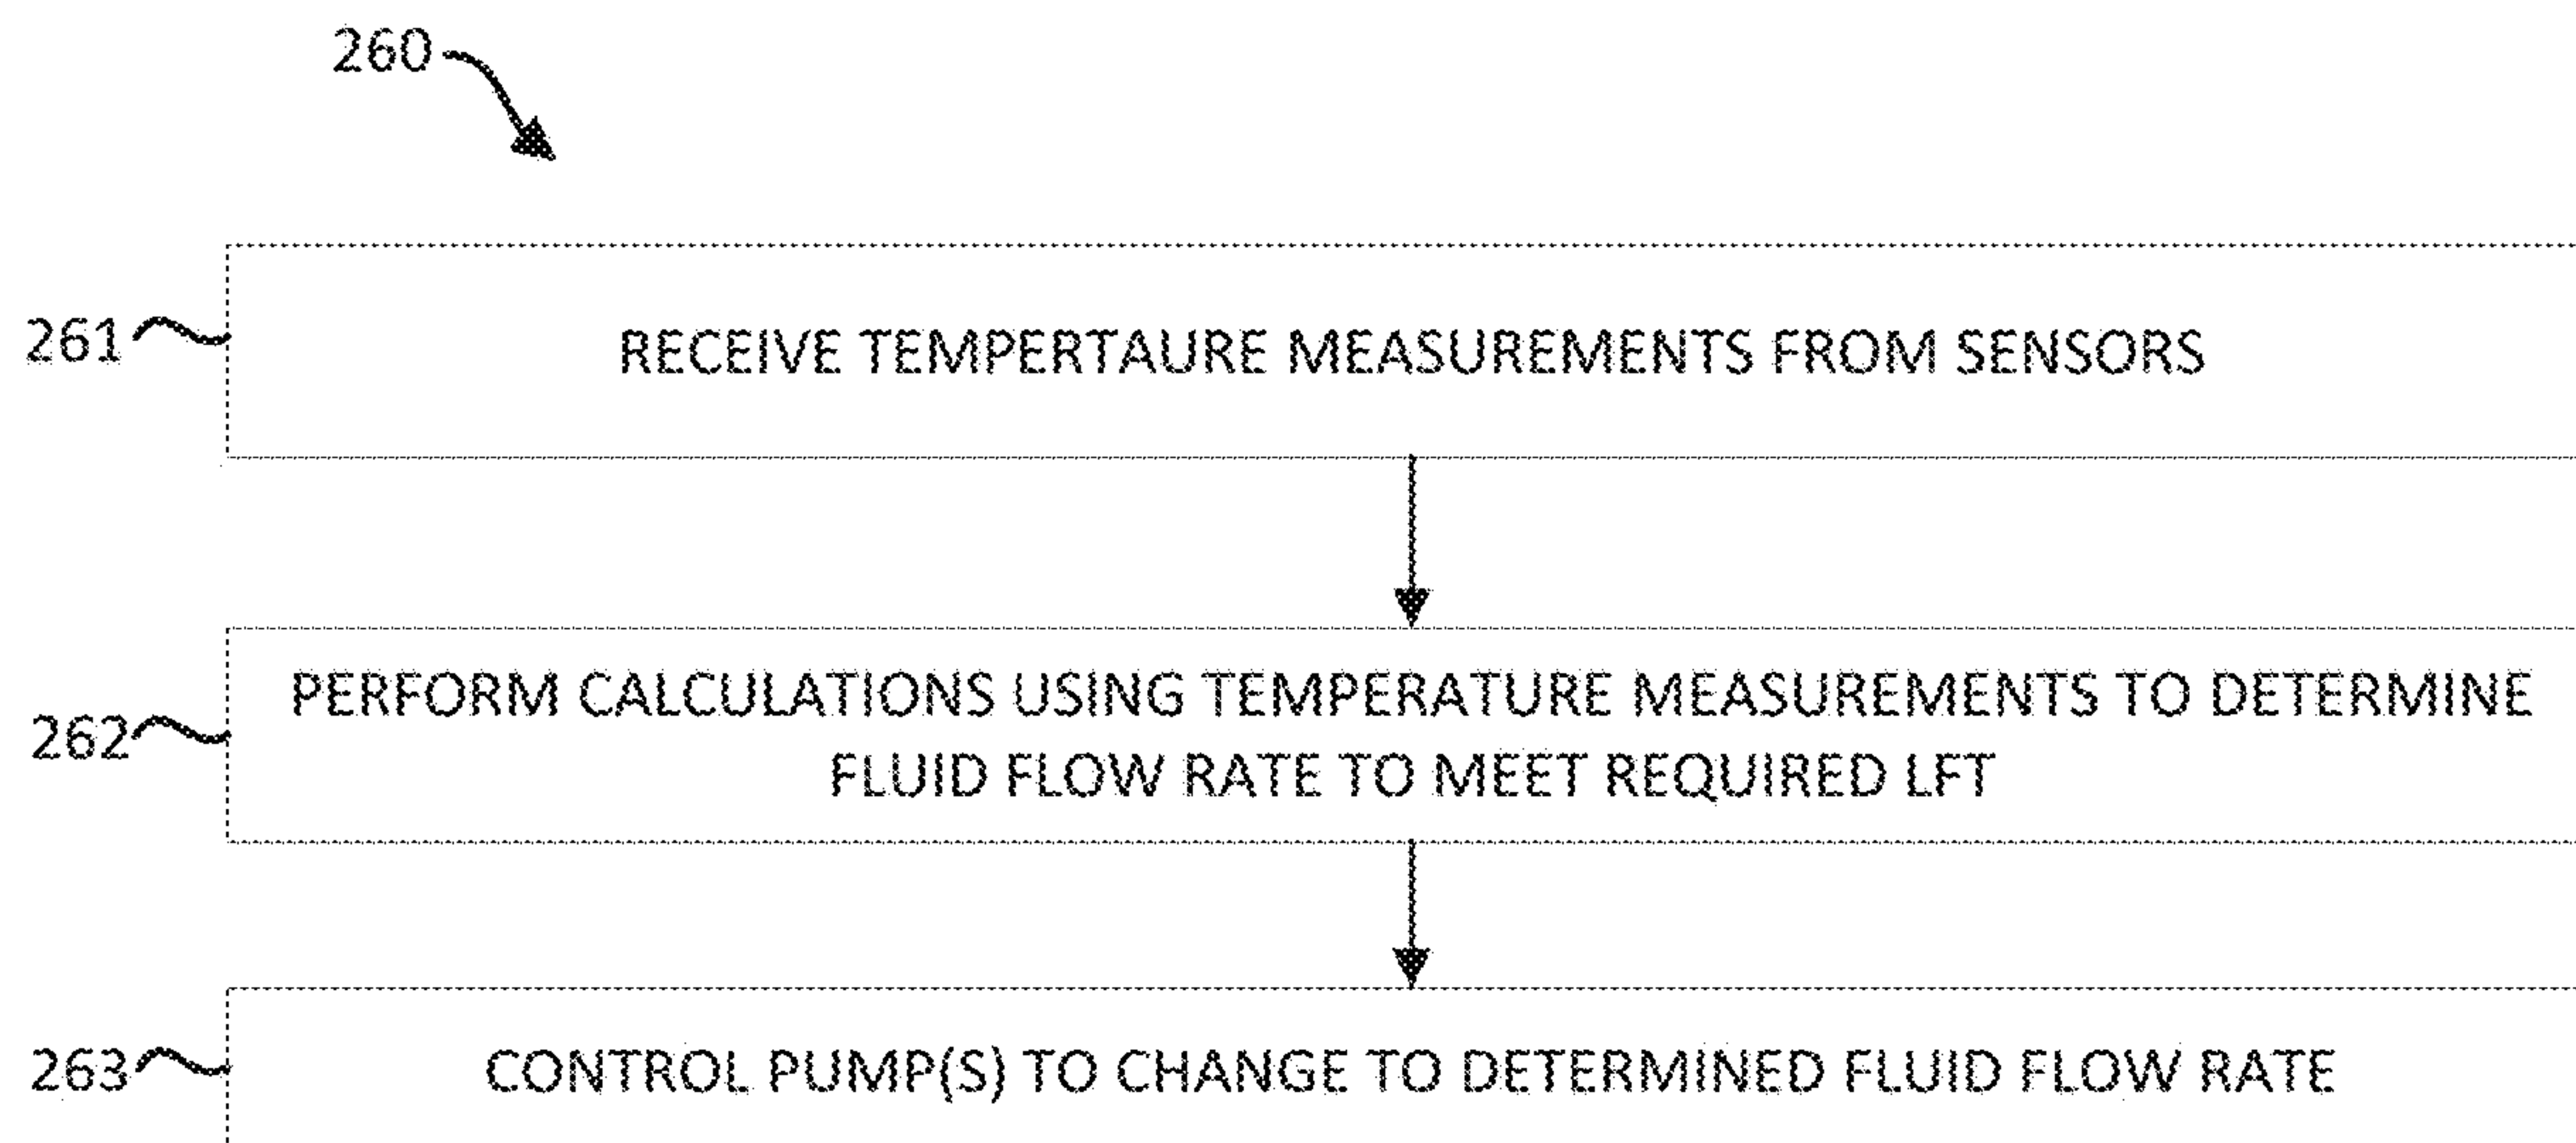 260
261
RECEIVE TEMPERTAURE MEASUREMENTS FROM SENSORS
262
PERFORM CALCULATIONS USING TEMPERATURE MEASUREMENTS TO DETERMINE
FLUID FLOW RATE TO MEET REQUIRED LFT
263
CONTROL PUMP(S) TO CHANGE TO DETERMINED FLUID FLOW RATE